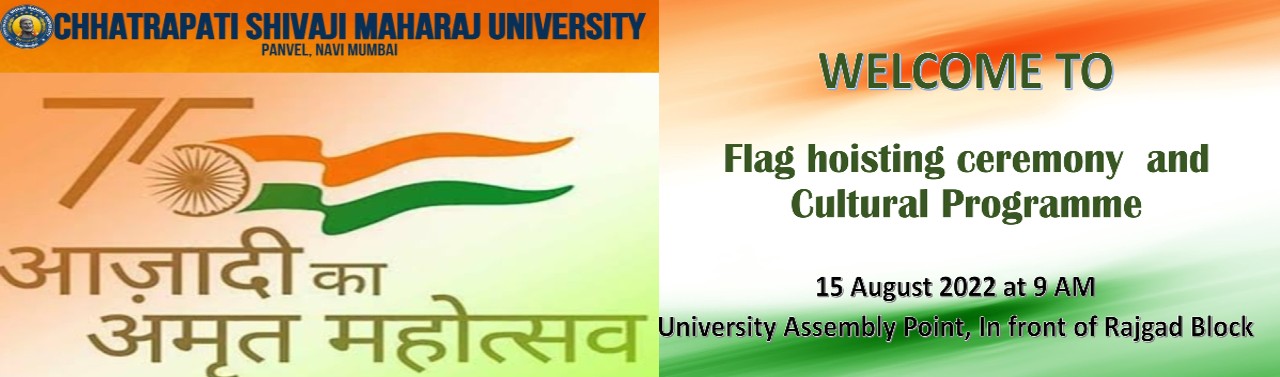 CHHATRAPATI SHIVAJI MAHARAJ UNIVERSITY
PANVEL, NAVI MUMBAI
75
आज़ादी का
अमृत महोत्सव
WELCOME TO
Flag hoisting ceremony and
Cultural Programme
15 August 2022 at 9 AM
University Assembly Point, In front of Rajgad Block